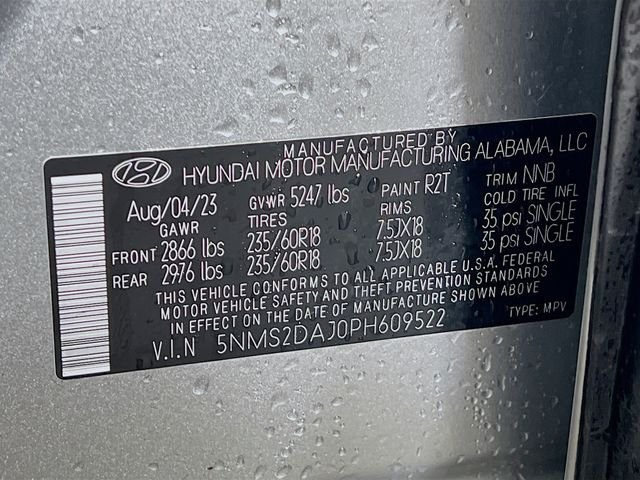 MANUFACTURED BY
HYUNDAI MOTOR MANUFACTURING ALABAMA, LLC
Aug/04/23 GVWR 5247 lbs PAINT R2T TRIM NNB
GAWR TIRES RIMS COLD TIRE INFL
FRONT 2866 lbs 235/60R18 7.5JX18 35 psi SINGLE
REAR 2976 lbs 235/60R18 7.5JX18 35 psi SINGLE
THIS VEHICLE CONFORMS TO ALL APPLICABLE U.S.A. FEDERAL
MOTOR VEHICLE SAFETY AND THEFT PREVENTION STANDARDS
IN EFFECT ON THE DATE OF MANUFACTURE SHOWN ABOVE
V.I.N 5NMS2DAJ0PH609522 TYPE: MPV